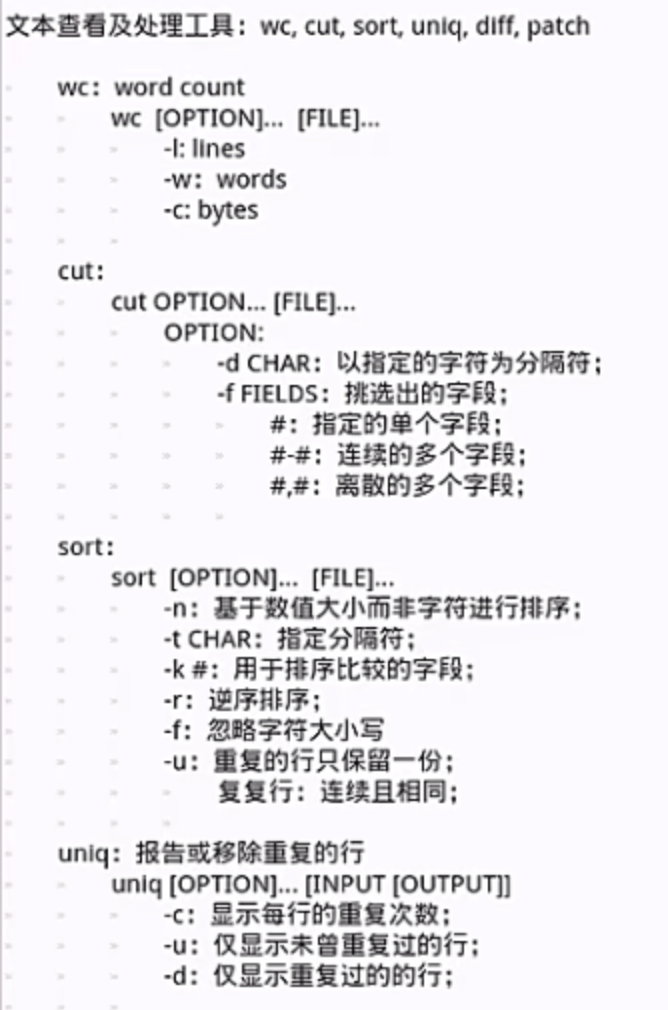 文本查看及处理工具：wc, cut, sort, uniq, diff, patch
wc：word count
wc [OPTION]... [FILE]...
-l: lines
-w：words
-c: bytes
cut：
cut OPTION... [FILE]...
OPTION:
-d CHAR：以指定的字符为分隔符；
-f FIELDS：挑选出的字段；
#：指定的单个字段；
#-#：连续的多个字段；
#,#：离散的多个字段；
sort：
sort [OPTION]... [FILE]...
-n：基于数值大小而非字符进行排序；
-t CHAR：指定分隔符；
-k #：用于排序比较的字段；
-r：逆序排序；
-f：忽略字符大小写
-u：重复的行只保留一份；
复复行：连续且相同；
uniq：报告或移除重复的行
uniq [OPTION]... [INPUT [OUTPUT]]
-c：显示每行的重复次数；
-u：仅显示未曾重复过的行；
-d：仅显示重复过的的行；